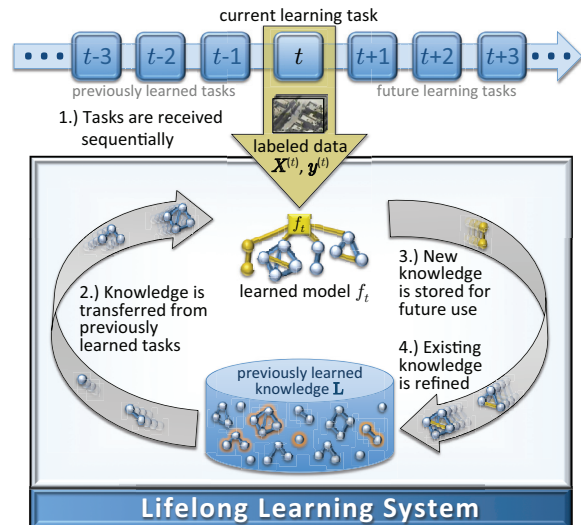 current learning task
t-3 t-2 t-1 t t+1 t+2 t+3
previously learned tasks
future learning tasks
1.) Tasks are received
sequentially
labeled data
X⁽ᵗ⁾, y⁽ᵗ⁾
fₜ
learned model fₜ
2.) Knowledge is
transferred from
previously
learned tasks
3.) New
knowledge
is stored for
future use
4.) Existing
knowledge
is refined
previously learned
knowledge L
Lifelong Learning System